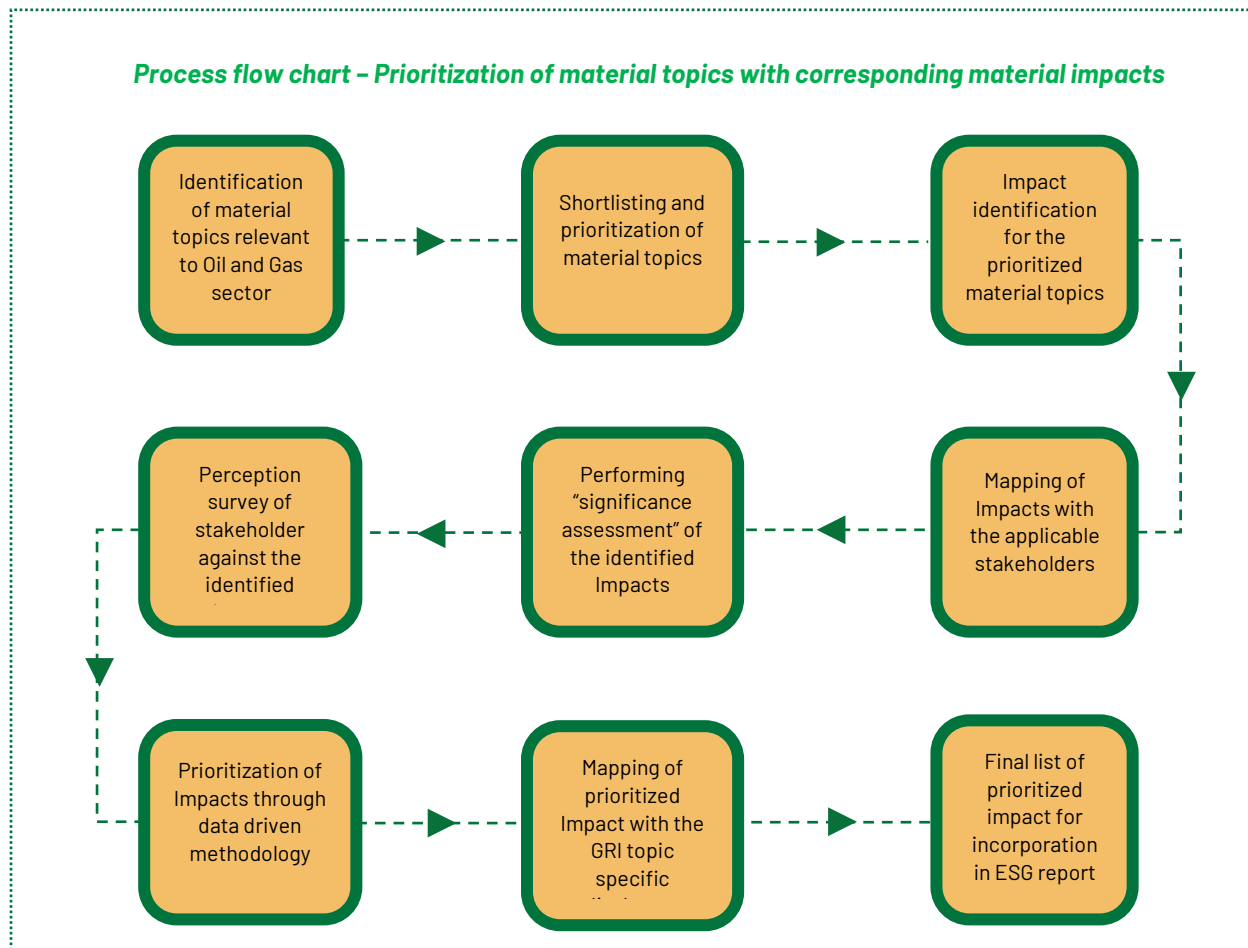 Process flow chart – Prioritization of material topics with corresponding material impacts
Identification
of material
topics relevant
to Oil and Gas
sector
Shortlisting and
prioritization of
material topics
Impact
identification
for the
prioritized
material topics
Mapping of
Impacts with
the applicable
stakeholders
Performing
“significance
assessment” of
the identified
Impacts
Perception
survey of
stakeholder
against the
identified
Prioritization of
Impacts through
data driven
methodology
Mapping of
prioritized
Impact with the
GRI topic
specific
Final list of
prioritized
impact for
incorporation
in ESG report